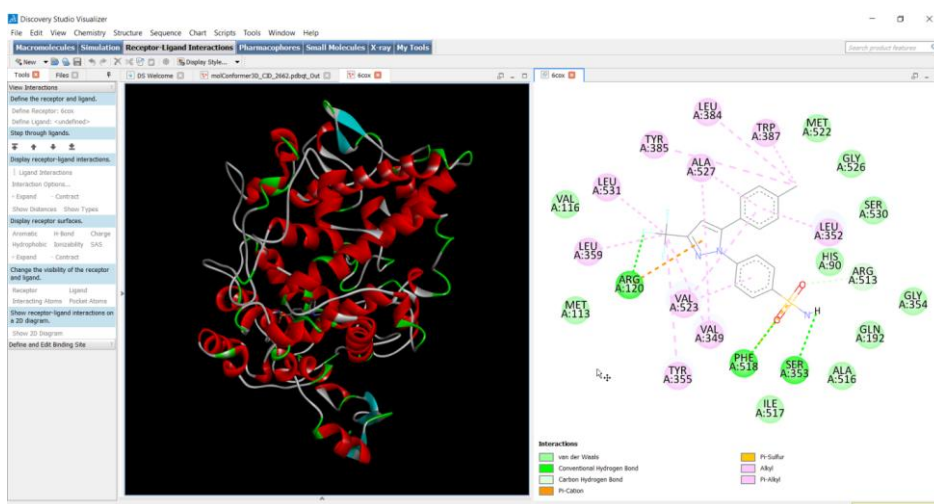 Discovery Studio Visualizer
File Edit View Chemistry Structure Sequence Chart Scripts Tools Window Help
Macromolecules Simulation Receptor-Ligand Interactions Pharmacophores Small Molecules X-ray My Tools
Search product features
New Display Style...
Tools Files
DS Welcome molConformer3D_CID_2662.pdbqt_Out 6cox
6cox
View Interactions
Define the receptor and ligand.
Define Receptor: 6cox
Define Ligand: <undefined>
Step through ligands.
Display receptor-ligand interactions.
Ligand Interactions
Interaction Options...
Expand Contract
Show Distances Show Types
Display receptor surfaces.
Aromatic H-Bond Charge
Hydrophobic Ionizability SAS
Change the visibility of the receptor
and ligand.
Receptor Ligand
Interacting Atoms Pocket Atoms
Show receptor-ligand interactions on
a 2D diagram.
Show 2D Diagram
Define and Edit Binding Site
LEU
A:384
TRP
A:387
MET
A:522
TYR
A:385
ALA
A:527
GLY
A:526
LEU
A:531
VAL
A:116
SER
A:530
LEU
A:352
LEU
A:359
HIS
A:90
ARG
A:513
ARG
A:120
MET
A:113
VAL
A:523
GLY
A:354
VAL
A:349
GLN
A:192
N
N
S
O
O
N
H
PHE
A:518
SER
A:353
TYR
A:355
ALA
A:516
ILE
A:517
Interactions
van der Waals
Conventional Hydrogen Bond
Carbon Hydrogen Bond
Pi-Cation
Pi-Sulfur
Alkyl
Pi-Alkyl